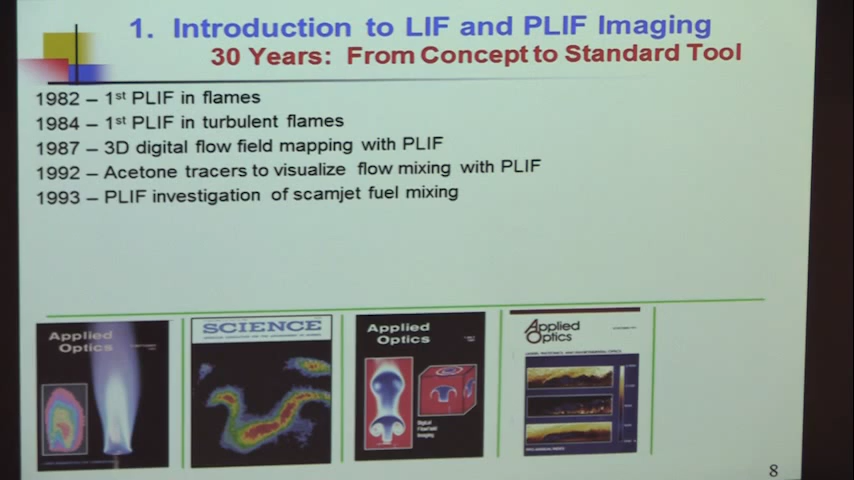 1. Introduction to LIF and PLIF Imaging
30 Years: From Concept to Standard Tool
1982 – 1st PLIF in flames
1984 – 1st PLIF in turbulent flames
1987 – 3D digital flow field mapping with PLIF
1992 – Acetone tracers to visualize flow mixing with PLIF
1993 – PLIF investigation of scamjet fuel mixing
Applied
Optics
SCIENCE
Applied
Optics
Digital
Flowfield
Imaging
Applied
Optics
8